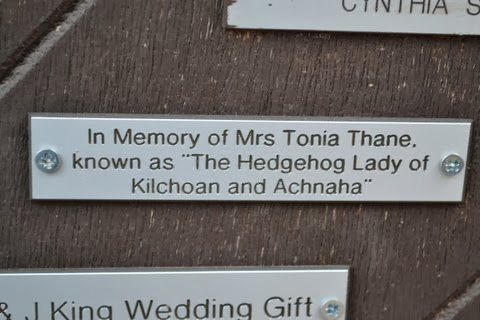 CYNTHIA S
In Memory of Mrs Tonia Thane.
known as "The Hedgehog Lady of
Kilchoan and Achnaha"
& J King Wedding Gift